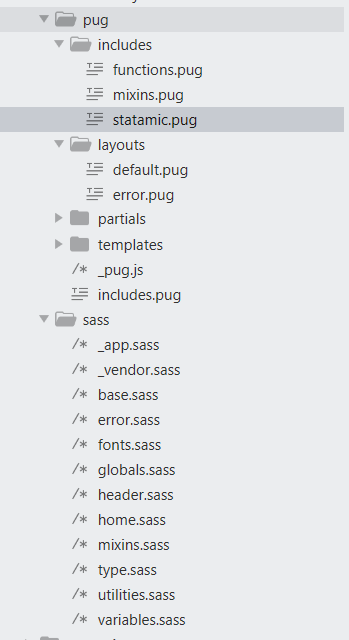 pug
includes
functions.pug
mixins.pug
statamic.pug
layouts
default.pug
error.pug
partials
templates
/* _pug.js
includes.pug
sass
/* _app.sass
/* _vendor.sass
/* base.sass
/* error.sass
/* fonts.sass
/* globals.sass
/* header.sass
/* home.sass
/* mixins.sass
/* type.sass
/* utilities.sass
/* variables.sass